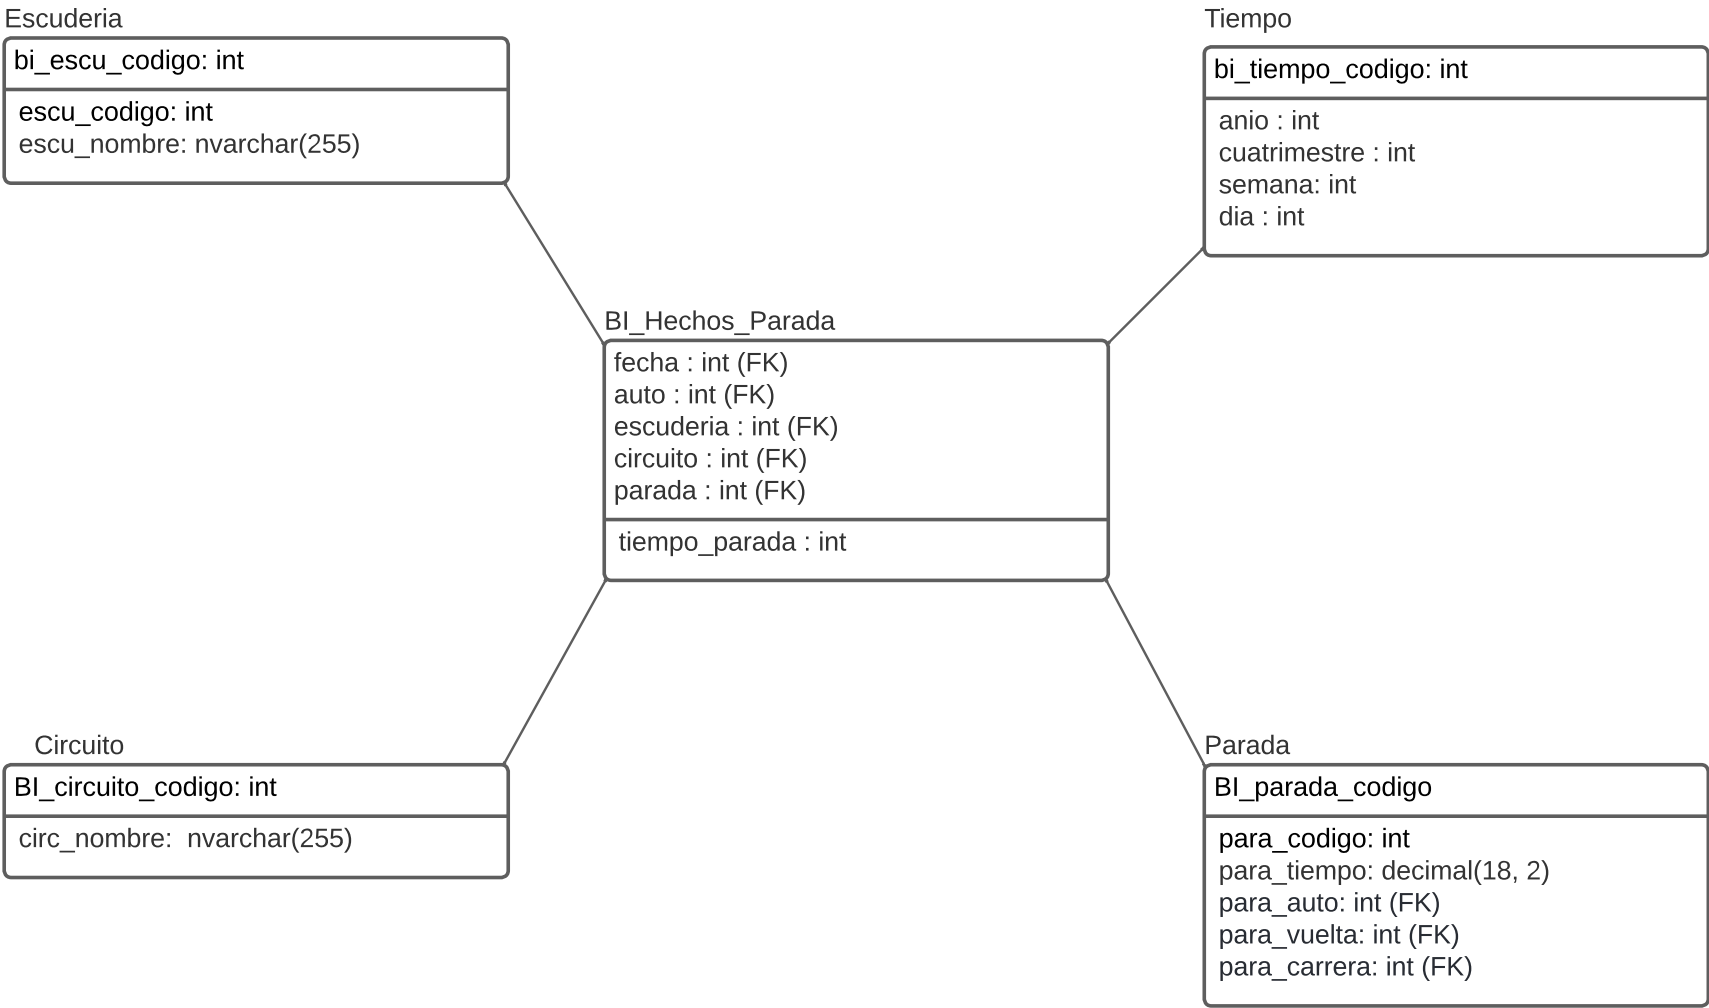 Escuderia
bi_escu_codigo: int
escu_codigo: int
escu_nombre: nvarchar(255)
Tiempo
bi_tiempo_codigo: int
anio : int
cuatrimestre : int
semana: int
dia : int
BI_Hechos_Parada
fecha : int (FK)
auto : int (FK)
escuderia : int (FK)
circuito : int (FK)
parada : int (FK)
tiempo_parada : int
Circuito
BI_circuito_codigo: int
circ_nombre:  nvarchar(255)
Parada
BI_parada_codigo
para_codigo: int
para_tiempo: decimal(18, 2)
para_auto: int (FK)
para_vuelta: int (FK)
para_carrera: int (FK)